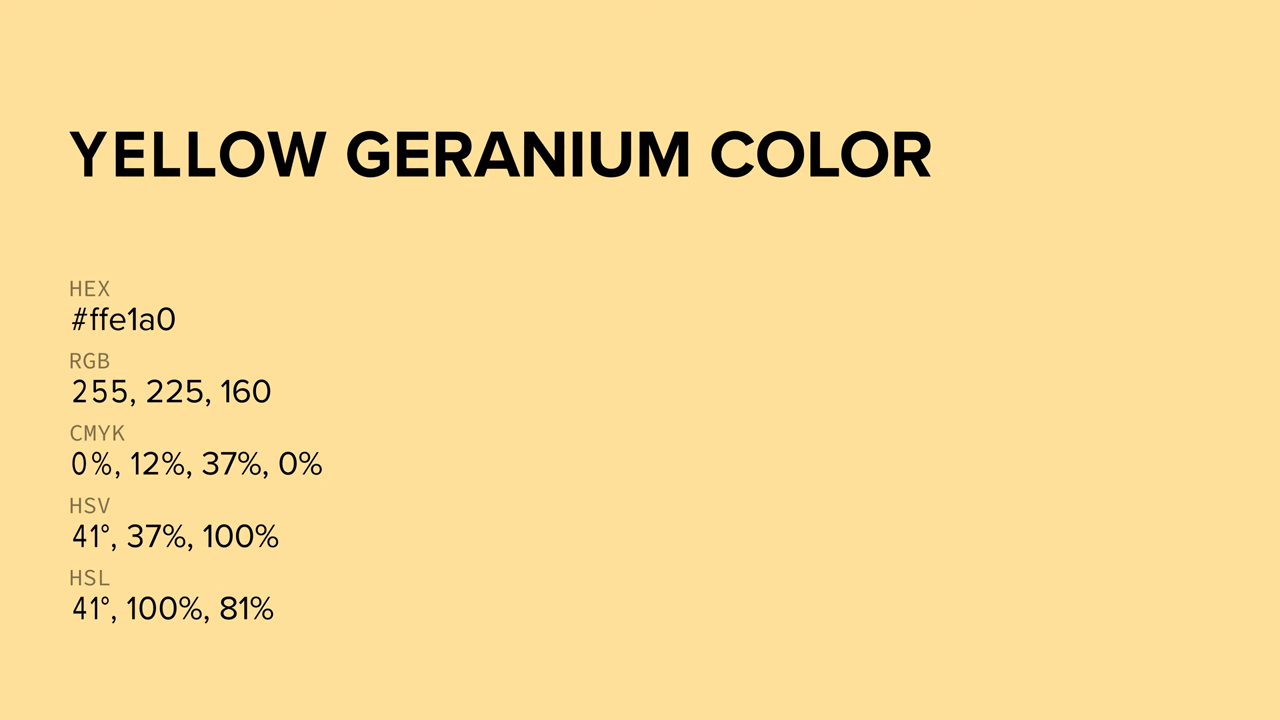 YELLOW GERANIUM COLOR
HEX
#ffe1a0
RGB
255, 225, 160
CMYK
0%, 12%, 37%, 0%
HSV
41°, 37%, 100%
HSL
41°, 100%, 81%